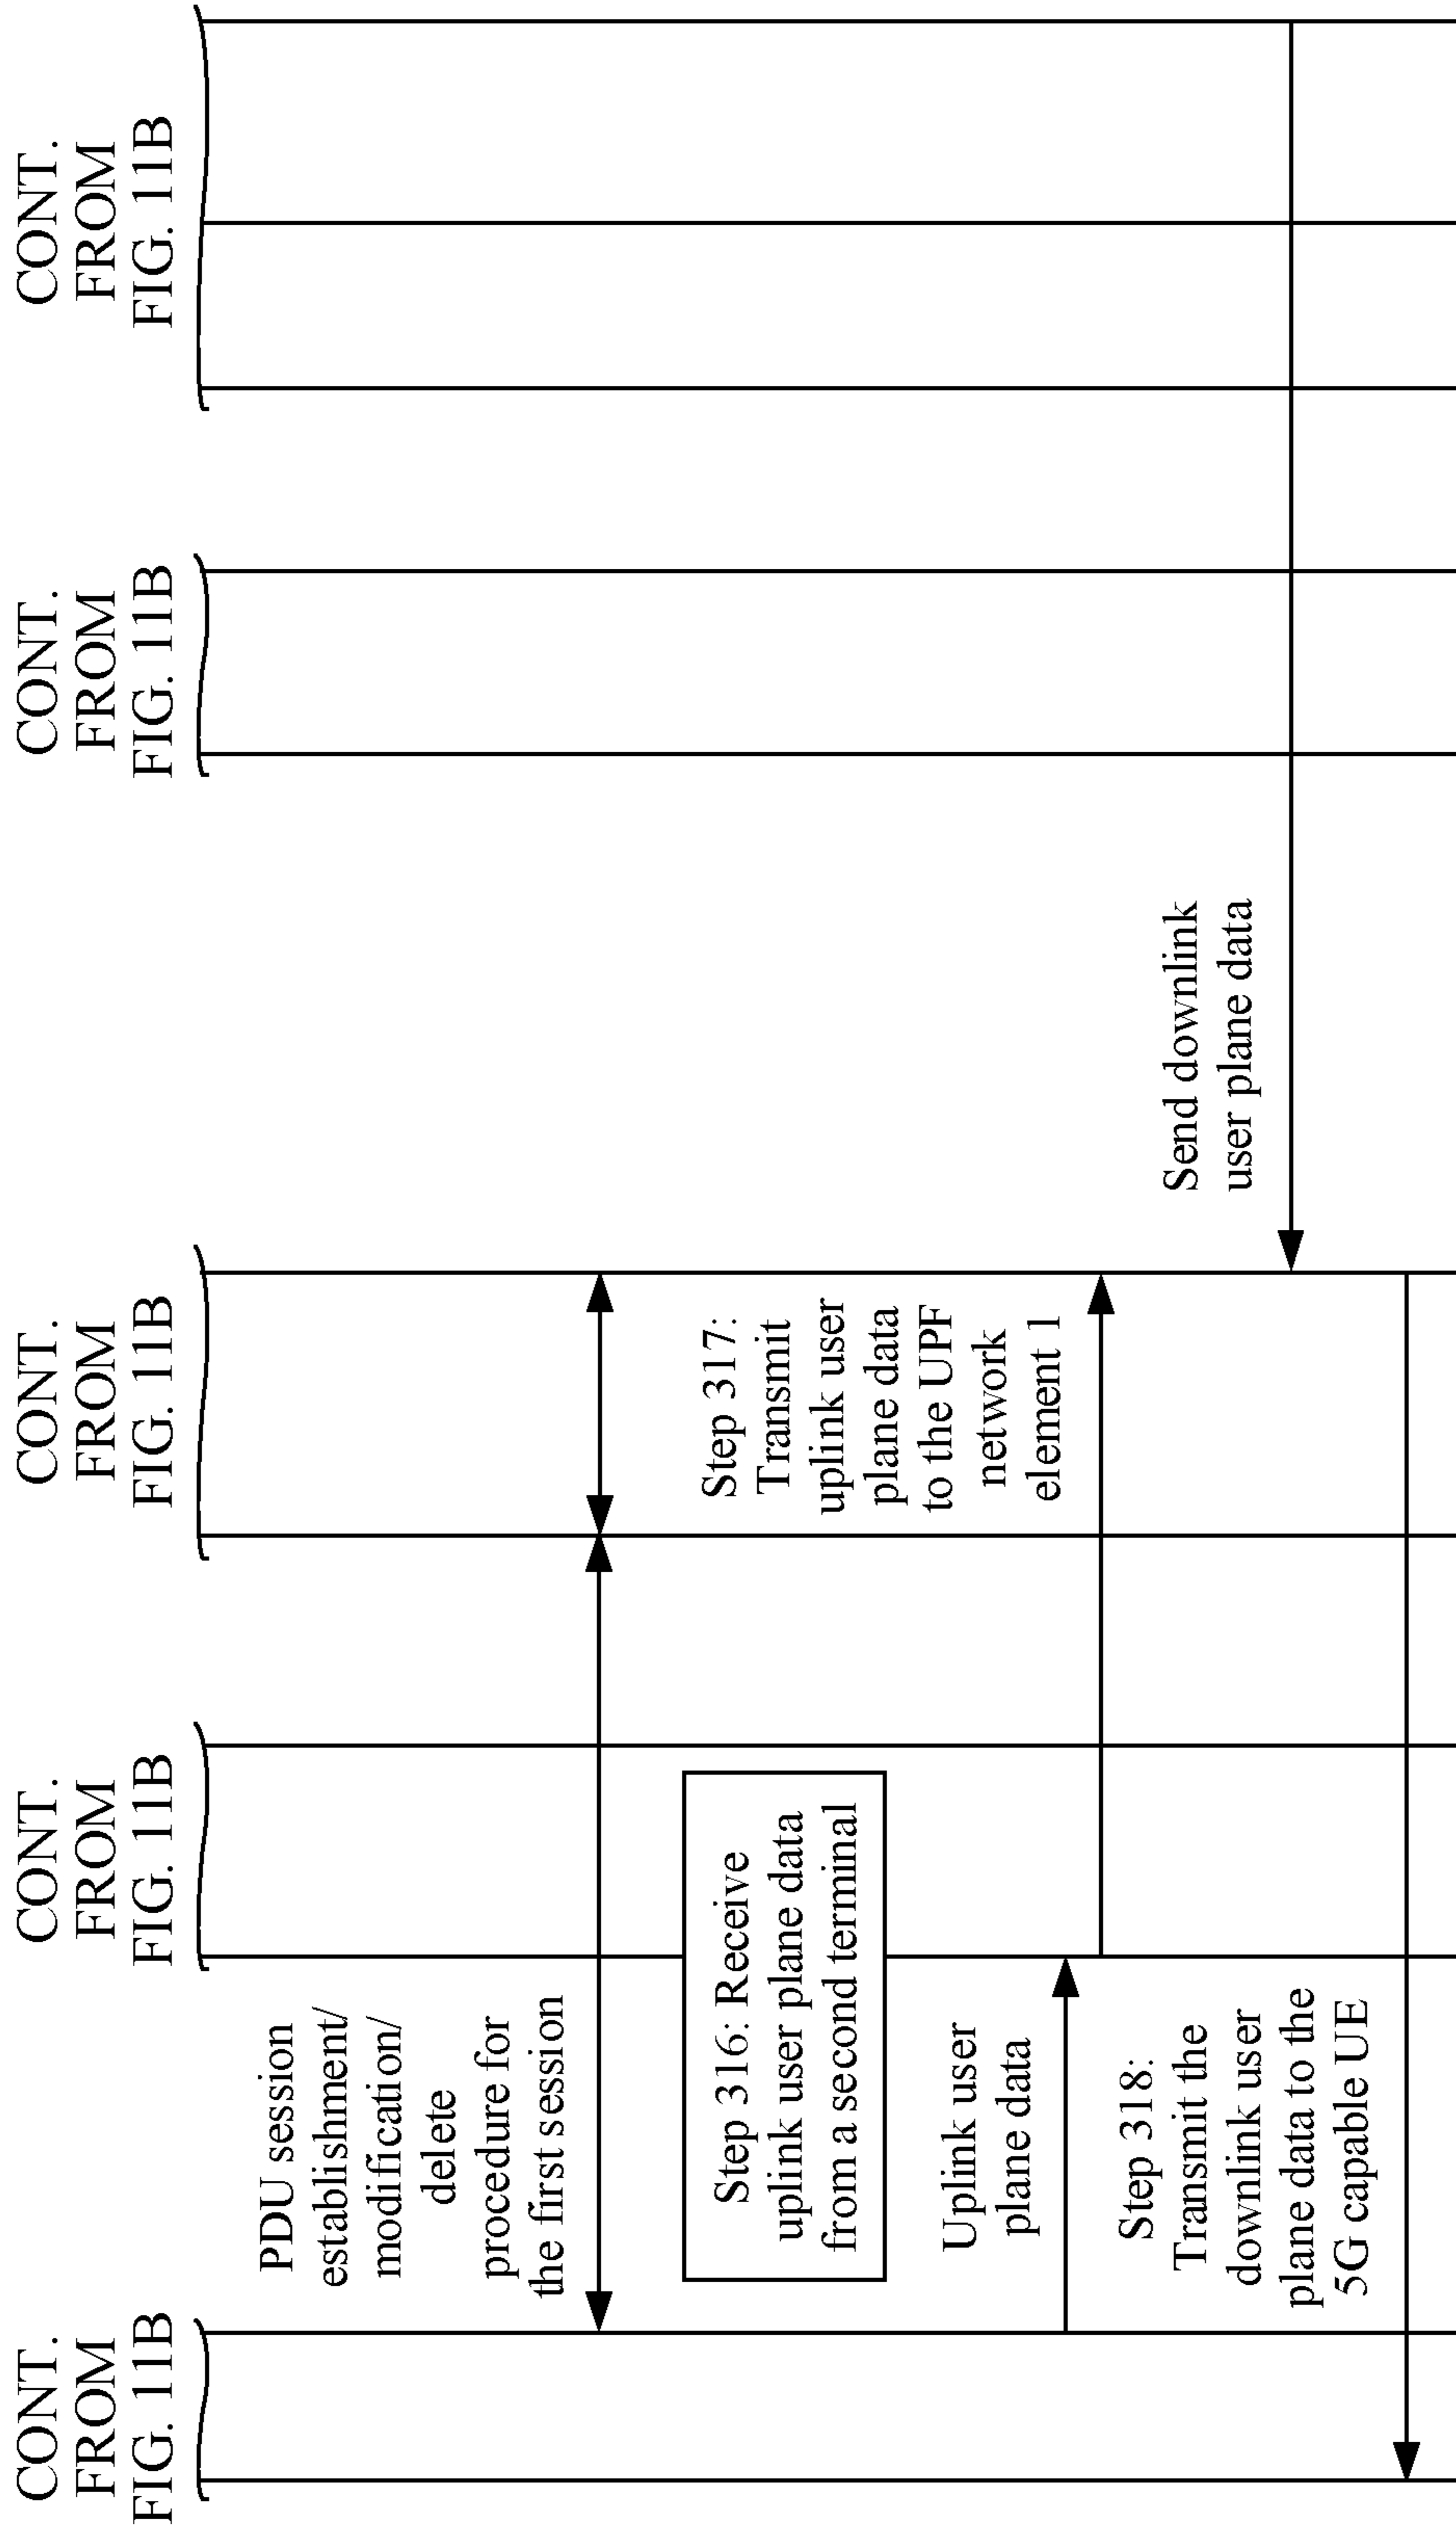 CONT.
FROM
FIG. 11B
CONT.
FROM
FIG. 11B
CONT.
FROM
FIG. 11B
CONT.
FROM
FIG. 11B
CONT.
FROM
FIG. 11B
PDU session
establishment/
modification/
delete
procedure for
the first session
Step 316: Receive
uplink user plane data
from a second terminal
Step 317:
Transmit
uplink user
plane data
to the UPF
network
element 1
Uplink user
plane data
Send downlink
user plane data
Step 318:
Transmit the
downlink user
plane data to the
5G capable UE